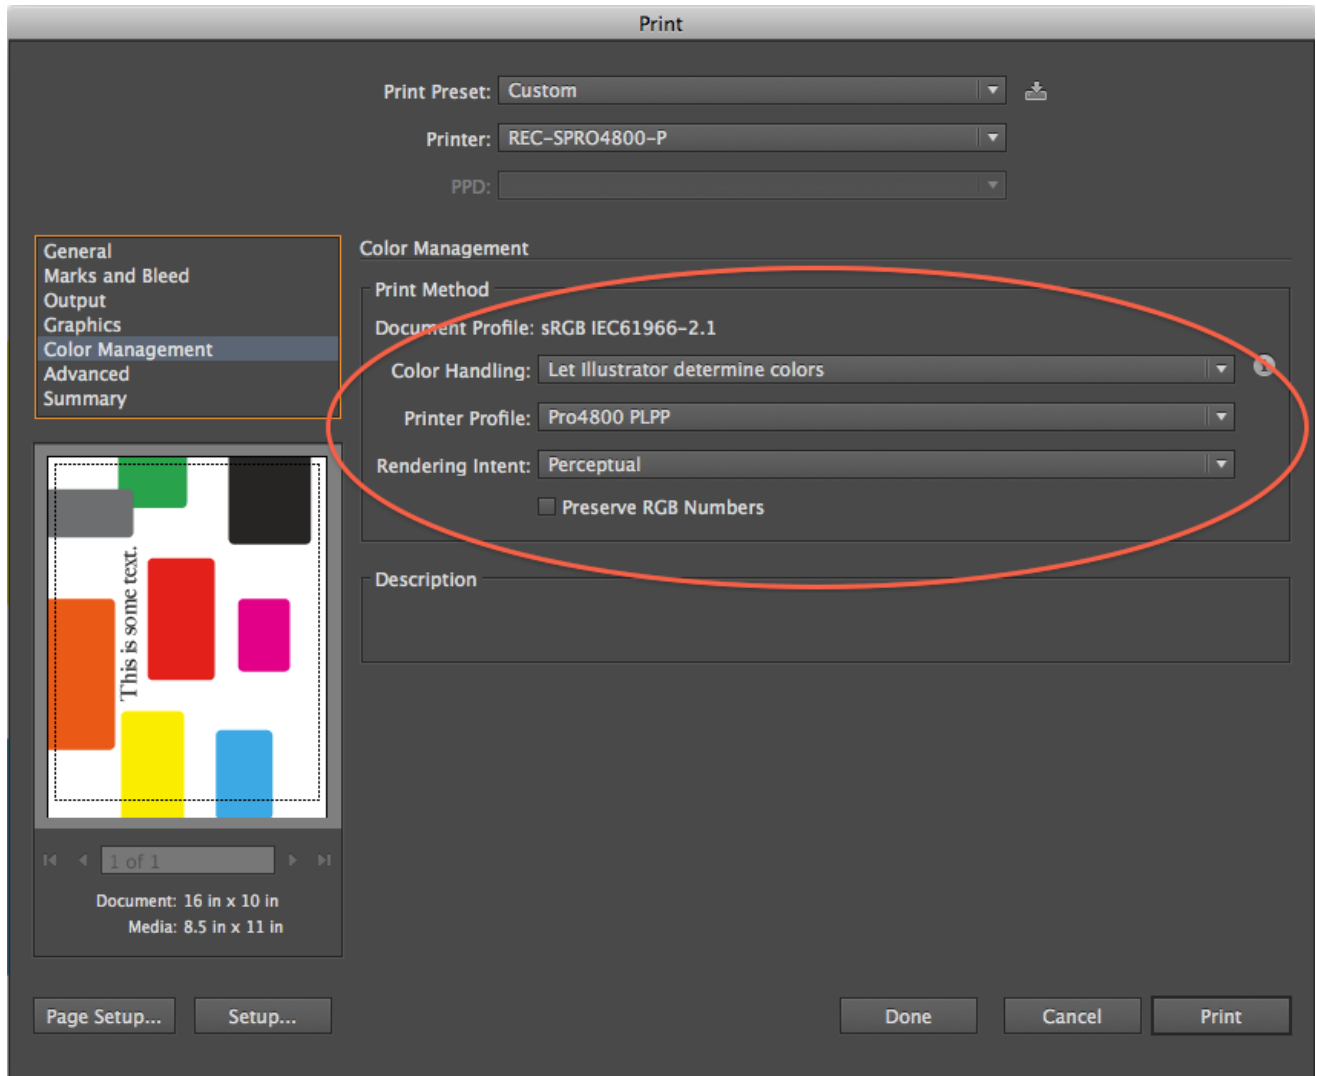 Print
Print Preset: Custom
Printer: REC-SPRO4800-P
PPD:
General
Marks and Bleed
Output
Graphics
Color Management
Advanced
Summary
Color Management
Print Method
Document Profile: sRGB IEC61966-2.1
Color Handling: Let Illustrator determine colors
Printer Profile: Pro4800 PLPP
Rendering Intent: Perceptual
Preserve RGB Numbers
Description
This is some text.
1 of 1
Document: 16 in x 10 in
Media: 8.5 in x 11 in
Page Setup... Setup... Done Cancel Print